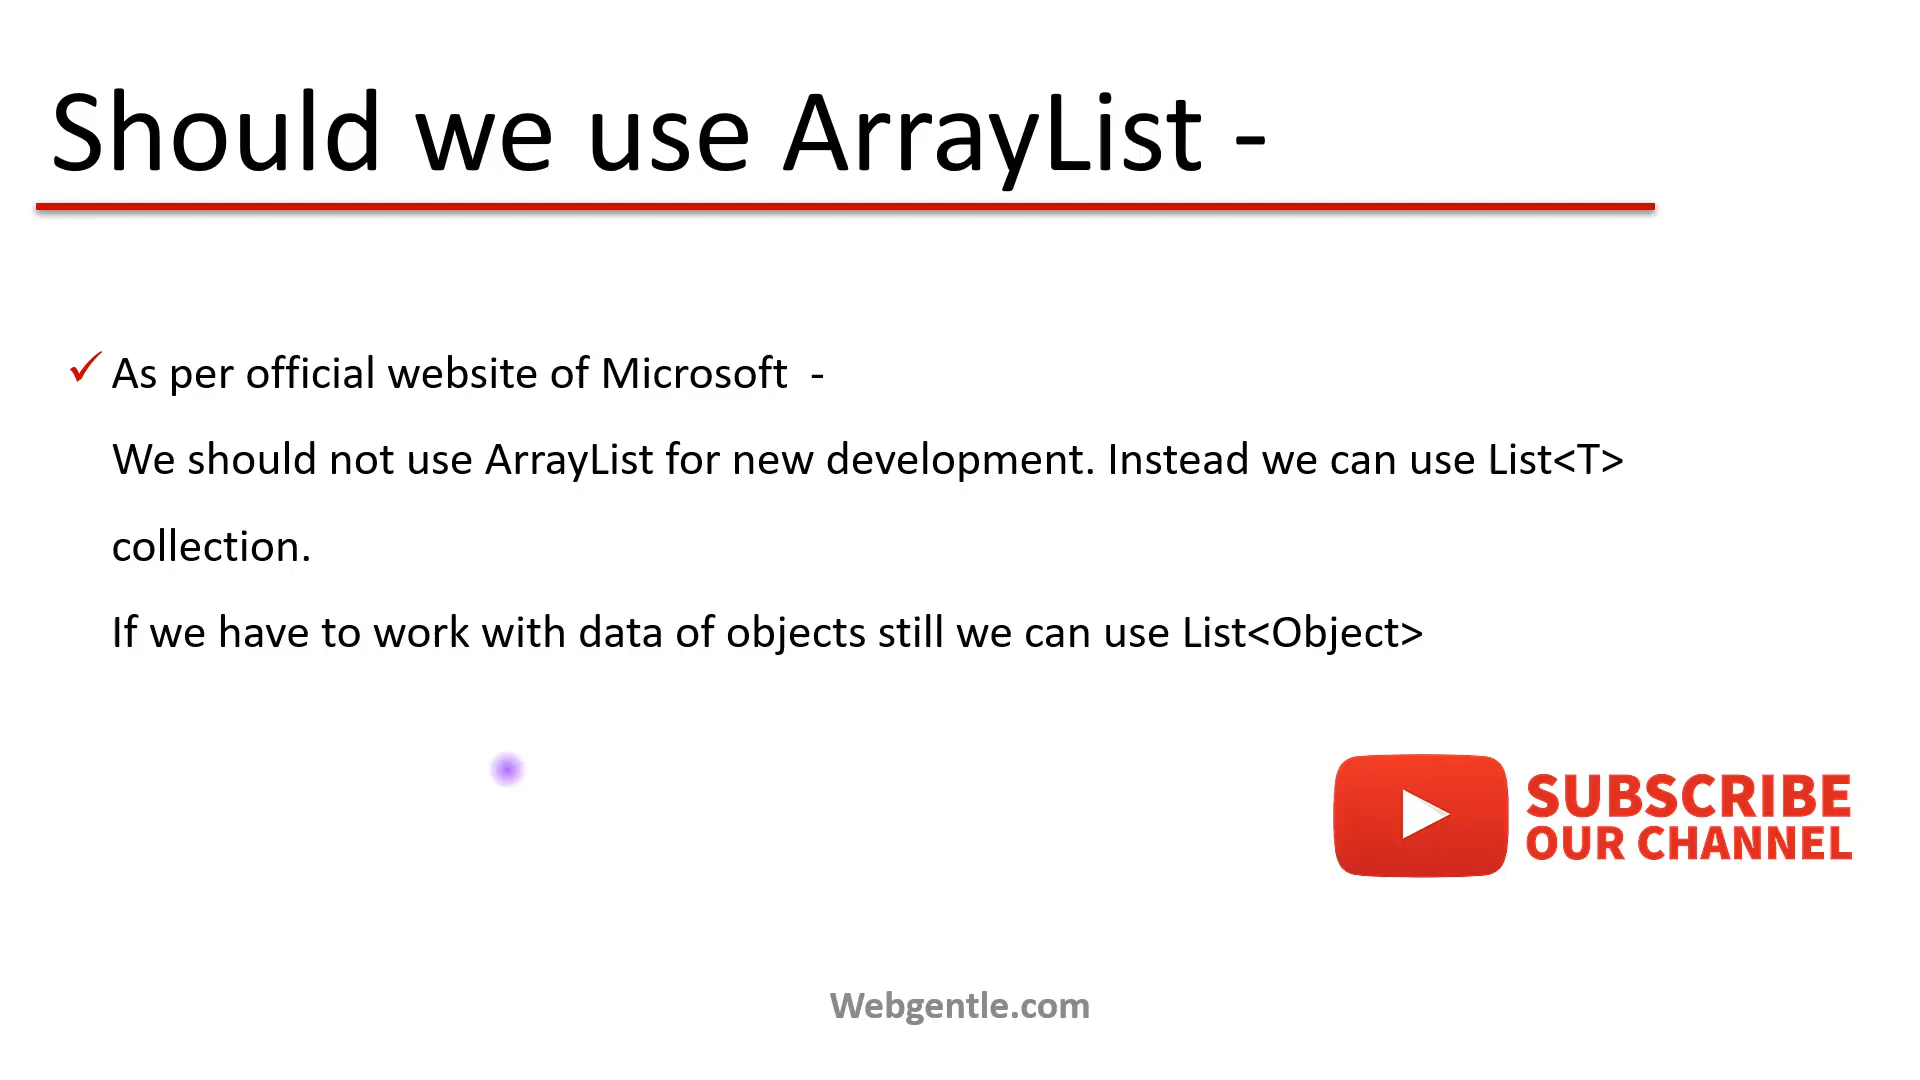 Should we use ArrayList -
As per official website of Microsoft  -
We should not use ArrayList for new development. Instead we can use List<T>
collection.
If we have to work with data of objects still we can use List<Object>
SUBSCRIBE
OUR CHANNEL
Webgentle.com